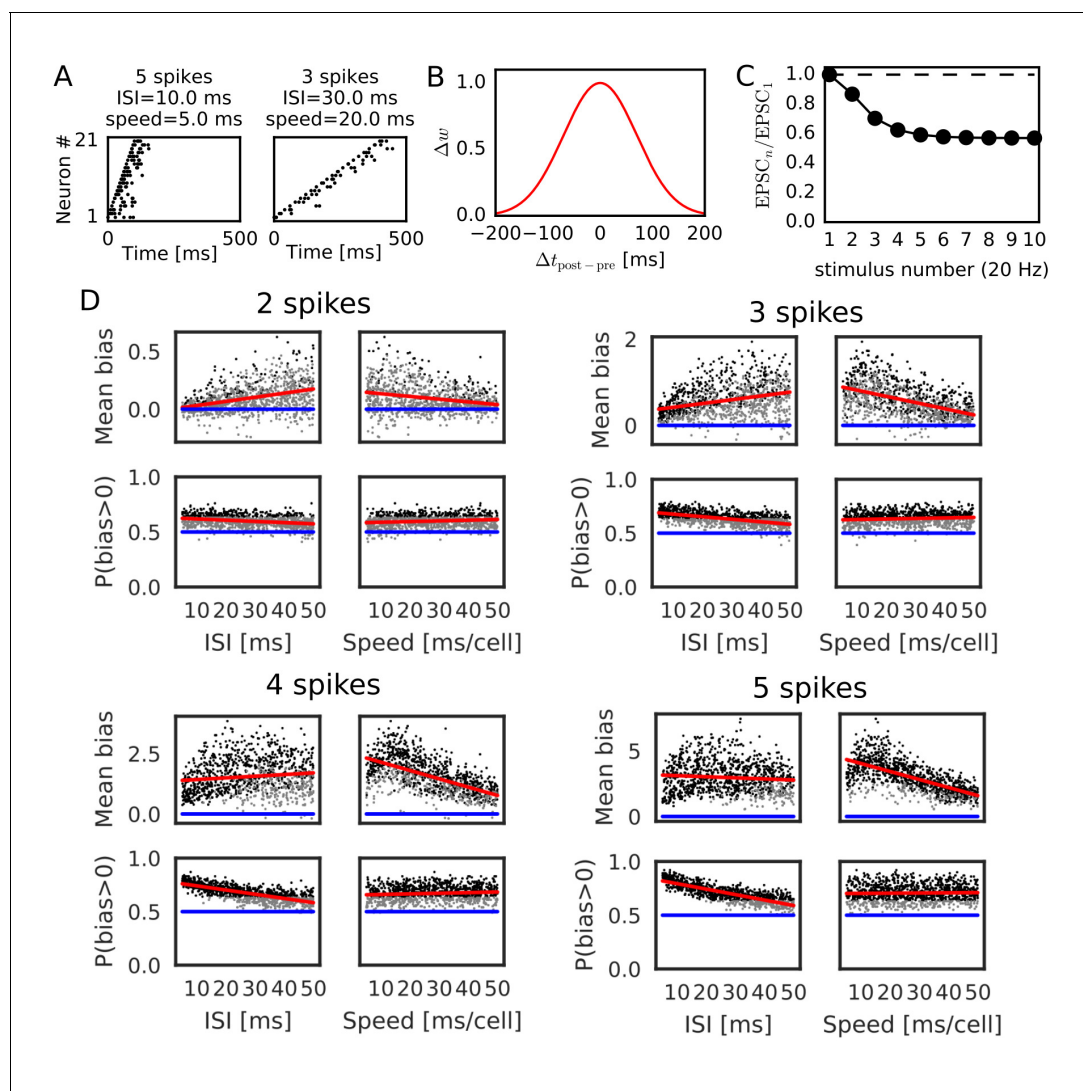 A
5 spikes
ISI=10.0 ms
speed=5.0 ms
3 spikes
ISI=30.0 ms
speed=20.0 ms
Neuron #
21
1
0 500
Time [ms]
0 500
Time [ms]
B
Δw
1.0
0.5
0.0
−200 −100 0 100 200
Δt_post−pre [ms]
C
EPSC_n/EPSC_1
1.0
0.8
0.6
0.4
0.2
0.0
1 2 3 4 5 6 7 8 9 10
stimulus number (20 Hz)
D
2 spikes
Mean bias
0.5
0.0
P(bias>0)
1.0
0.5
0.0
10 20 30 40 50
ISI [ms]
10 20 30 40 50
Speed [ms/cell]
3 spikes
Mean bias
2
0
P(bias>0)
1.0
0.5
0.0
10 20 30 40 50
ISI [ms]
10 20 30 40 50
Speed [ms/cell]
4 spikes
Mean bias
2.5
0.0
P(bias>0)
1.0
0.5
0.0
10 20 30 40 50
ISI [ms]
10 20 30 40 50
Speed [ms/cell]
5 spikes
Mean bias
5
0
P(bias>0)
1.0
0.5
0.0
10 20 30 40 50
ISI [ms]
10 20 30 40 50
Speed [ms/cell]